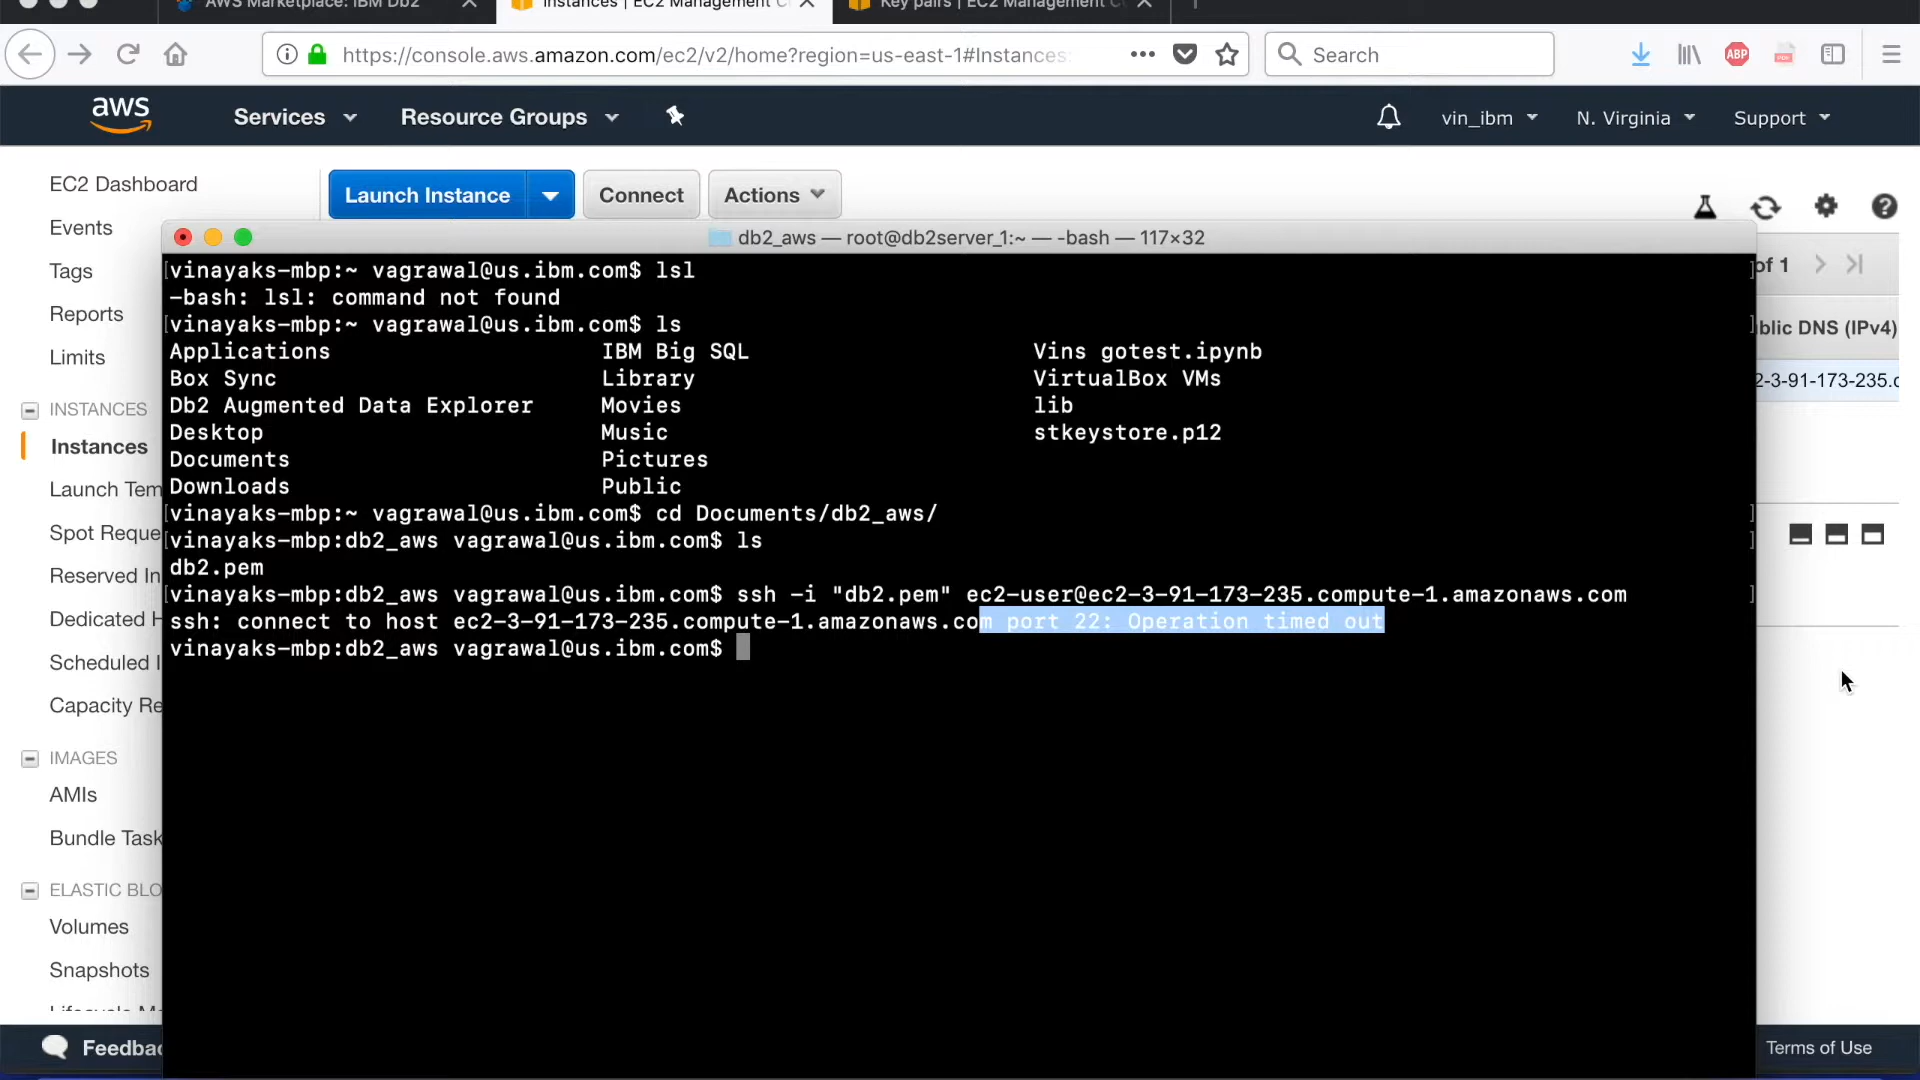 AWS Marketplace: IBM Db2
Instances | EC2 Management C
Key pairs | EC2 Management Co
https://console.aws.amazon.com/ec2/v2/home?region=us-east-1#Instances:
Search
ABP
aws
Services
Resource Groups
vin_ibm
N. Virginia
Support
EC2 Dashboard
Events
Tags
Reports
Limits
INSTANCES
Instances
Launch Tem
Spot Reque
Reserved In
Dedicated H
Scheduled I
Capacity Re
IMAGES
AMIs
Bundle Task
ELASTIC BLO
Volumes
Snapshots
Launch Instance
Connect
Actions
of 1
blic DNS (IPv4)
2-3-91-173-235.c
db2_aws — root@db2server_1:~ — -bash — 117×32
[vinayaks-mbp:~ vagrawal@us.ibm.com$ lsl ]
-bash: lsl: command not found
[vinayaks-mbp:~ vagrawal@us.ibm.com$ ls ]
Applications IBM Big SQL Vins gotest.ipynb
Box Sync Library VirtualBox VMs
Db2 Augmented Data Explorer Movies lib
Desktop Music stkeystore.p12
Documents Pictures
Downloads Public
[vinayaks-mbp:~ vagrawal@us.ibm.com$ cd Documents/db2_aws/ ]
[vinayaks-mbp:db2_aws vagrawal@us.ibm.com$ ls ]
db2.pem
[vinayaks-mbp:db2_aws vagrawal@us.ibm.com$ ssh -i "db2.pem" ec2-user@ec2-3-91-173-235.compute-1.amazonaws.com ]
ssh: connect to host ec2-3-91-173-235.compute-1.amazonaws.com port 22: Operation timed out
vinayaks-mbp:db2_aws vagrawal@us.ibm.com$
Feedbac
Terms of Use